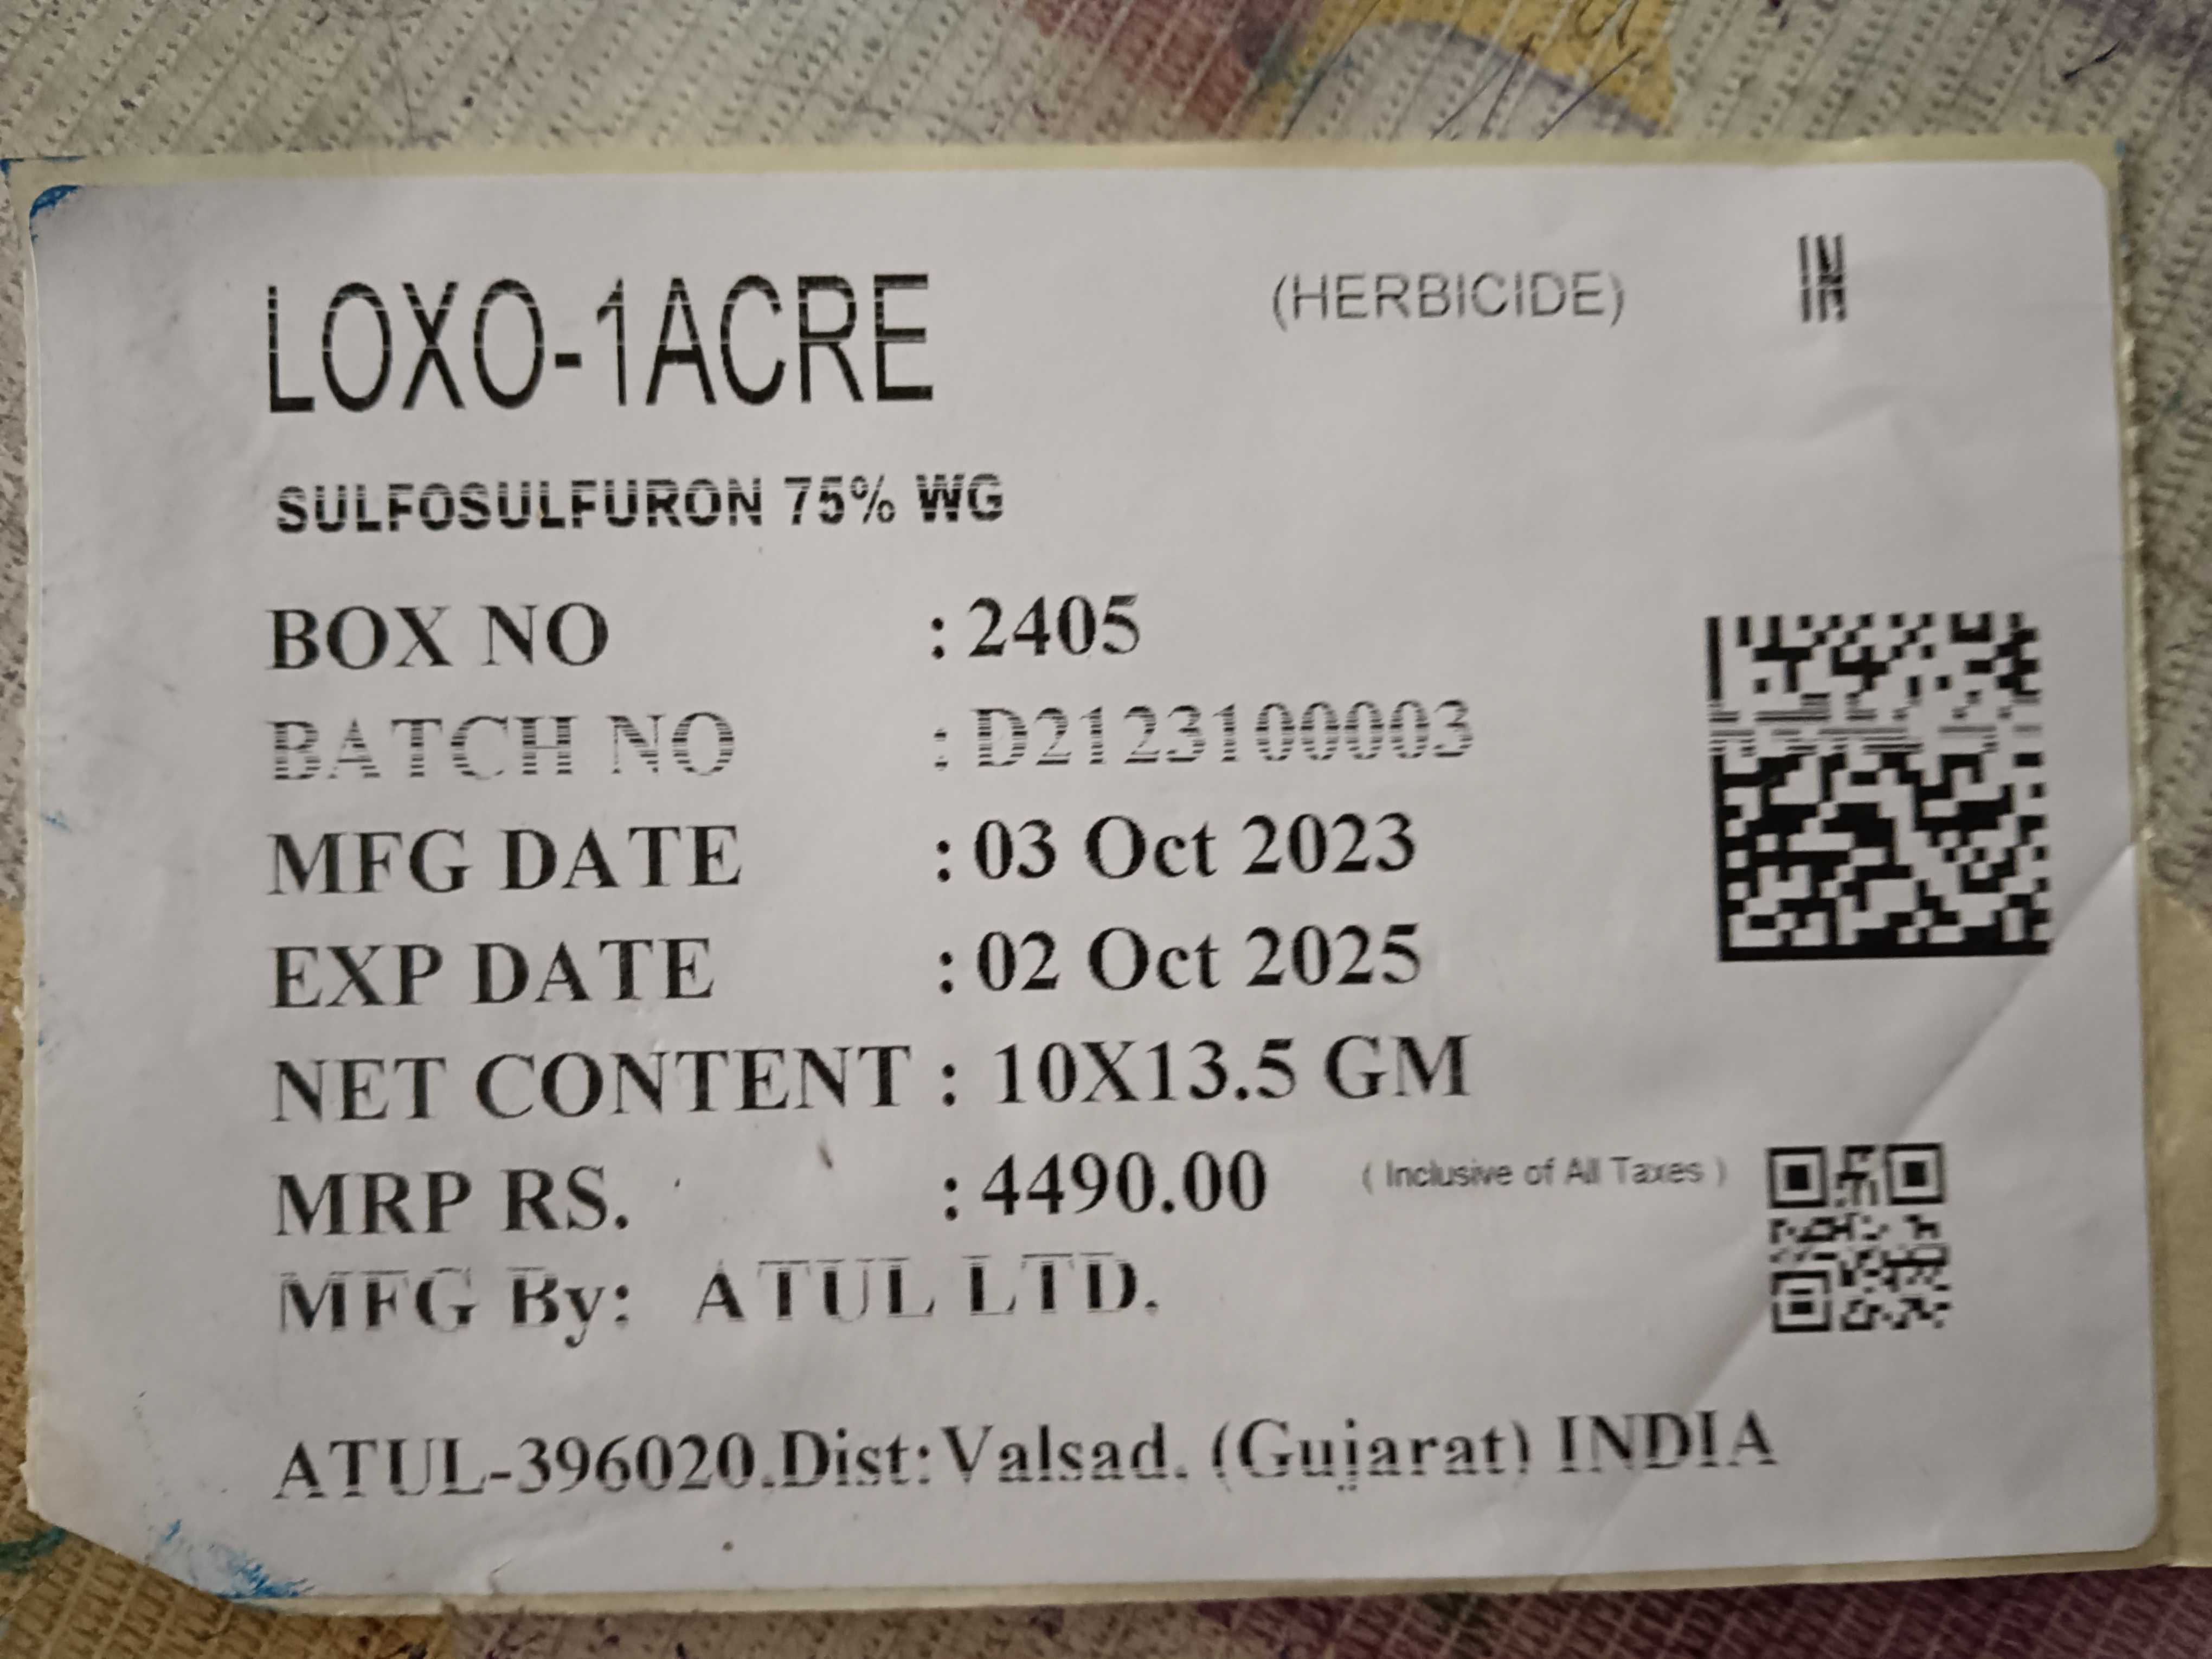 LOXO-1ACRE (HERBICIDE)
SULFOSULFURON 75% WG
BOX NO : 2405
BATCH NO : D2123100003
MFG DATE : 03 Oct 2023
EXP DATE : 02 Oct 2025
NET CONTENT : 10X13.5 GM
MRP RS. : 4490.00 ( Inclusive of All Taxes )
MFG By: ATUL LTD.
ATUL-396020.Dist:Valsad. (Gujarat) INDIA